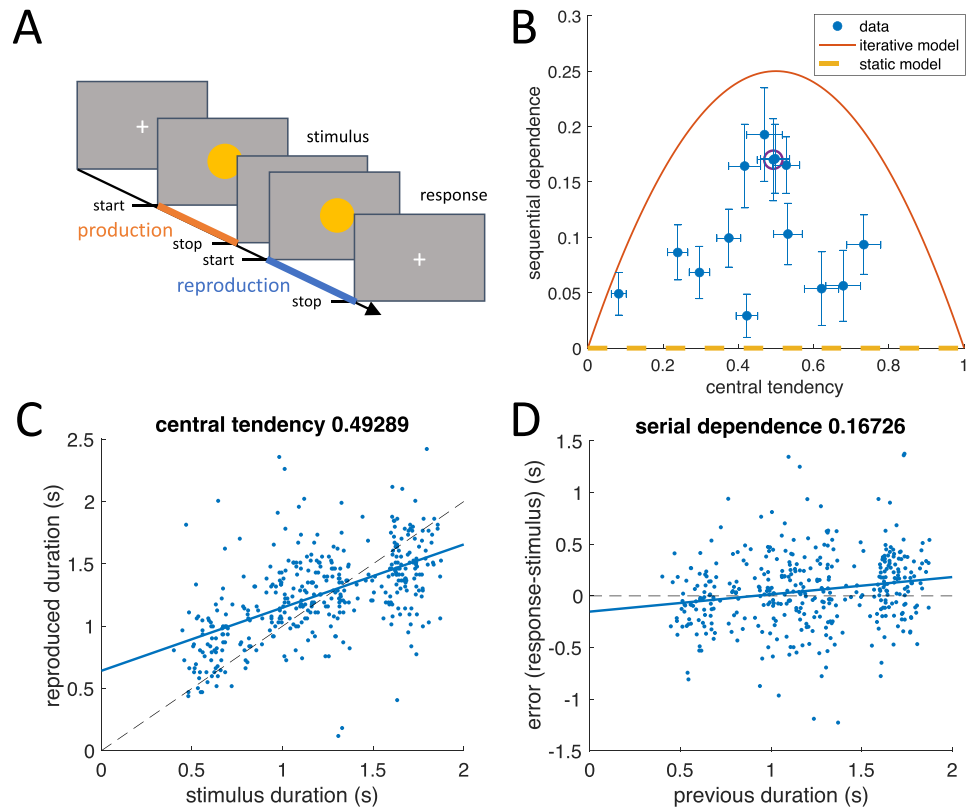 A
stimulus
response
start
production
stop
start
reproduction
stop
B
0.3
0.25
0.2
0.15
0.1
0.05
0
sequential dependence
data
iterative model
static model
0 0.2 0.4 0.6 0.8 1
central tendency
C
central tendency 0.49289
2.5
2
1.5
1
0.5
0
reproduced duration (s)
0 0.5 1 1.5 2
stimulus duration (s)
D
serial dependence 0.16726
1.5
1
0.5
0
-0.5
-1
-1.5
error (response-stimulus) (s)
0 0.5 1 1.5 2
previous duration (s)